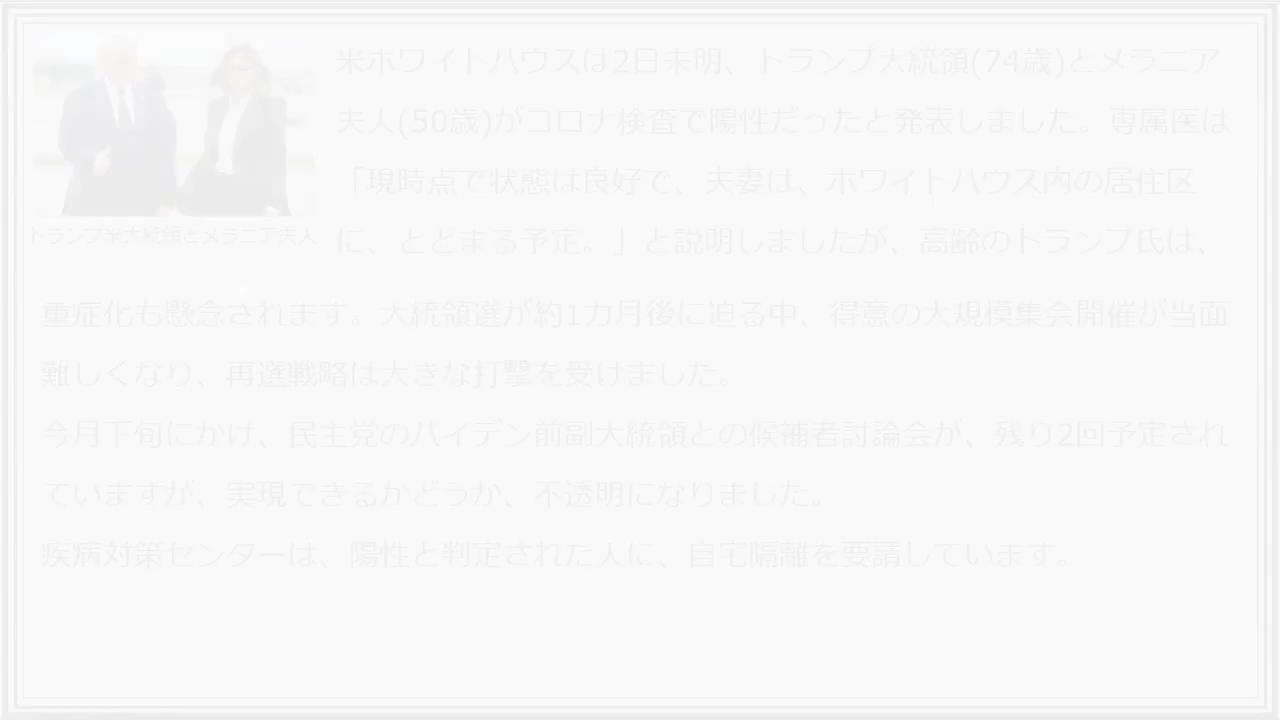 米ホワイトハウスは2日未明、トランプ大統領(74歳)とメラニア
夫人(50歳)がコロナ検査で陽性だったと発表しました。専属医は
「現時点で状態は良好で、夫妻は、ホワイトハウス内の居住区
に、とどまる予定。」と説明しましたが、高齢のトランプ氏は、
トランプ米大統領とメラニア夫人
重症化も懸念されます。大統領選が約1カ月後に迫る中、得意の大規模集会開催が当面
難しくなり、再選戦略は大きな打撃を受けました。
今月下旬にかけ、民主党のバイデン前副大統領との候補者討論会が、残り2回予定され
ていますが、実現できるかどうか、不透明になりました。
疾病対策センターは、陽性と判定された人に、自宅隔離を要請しています。